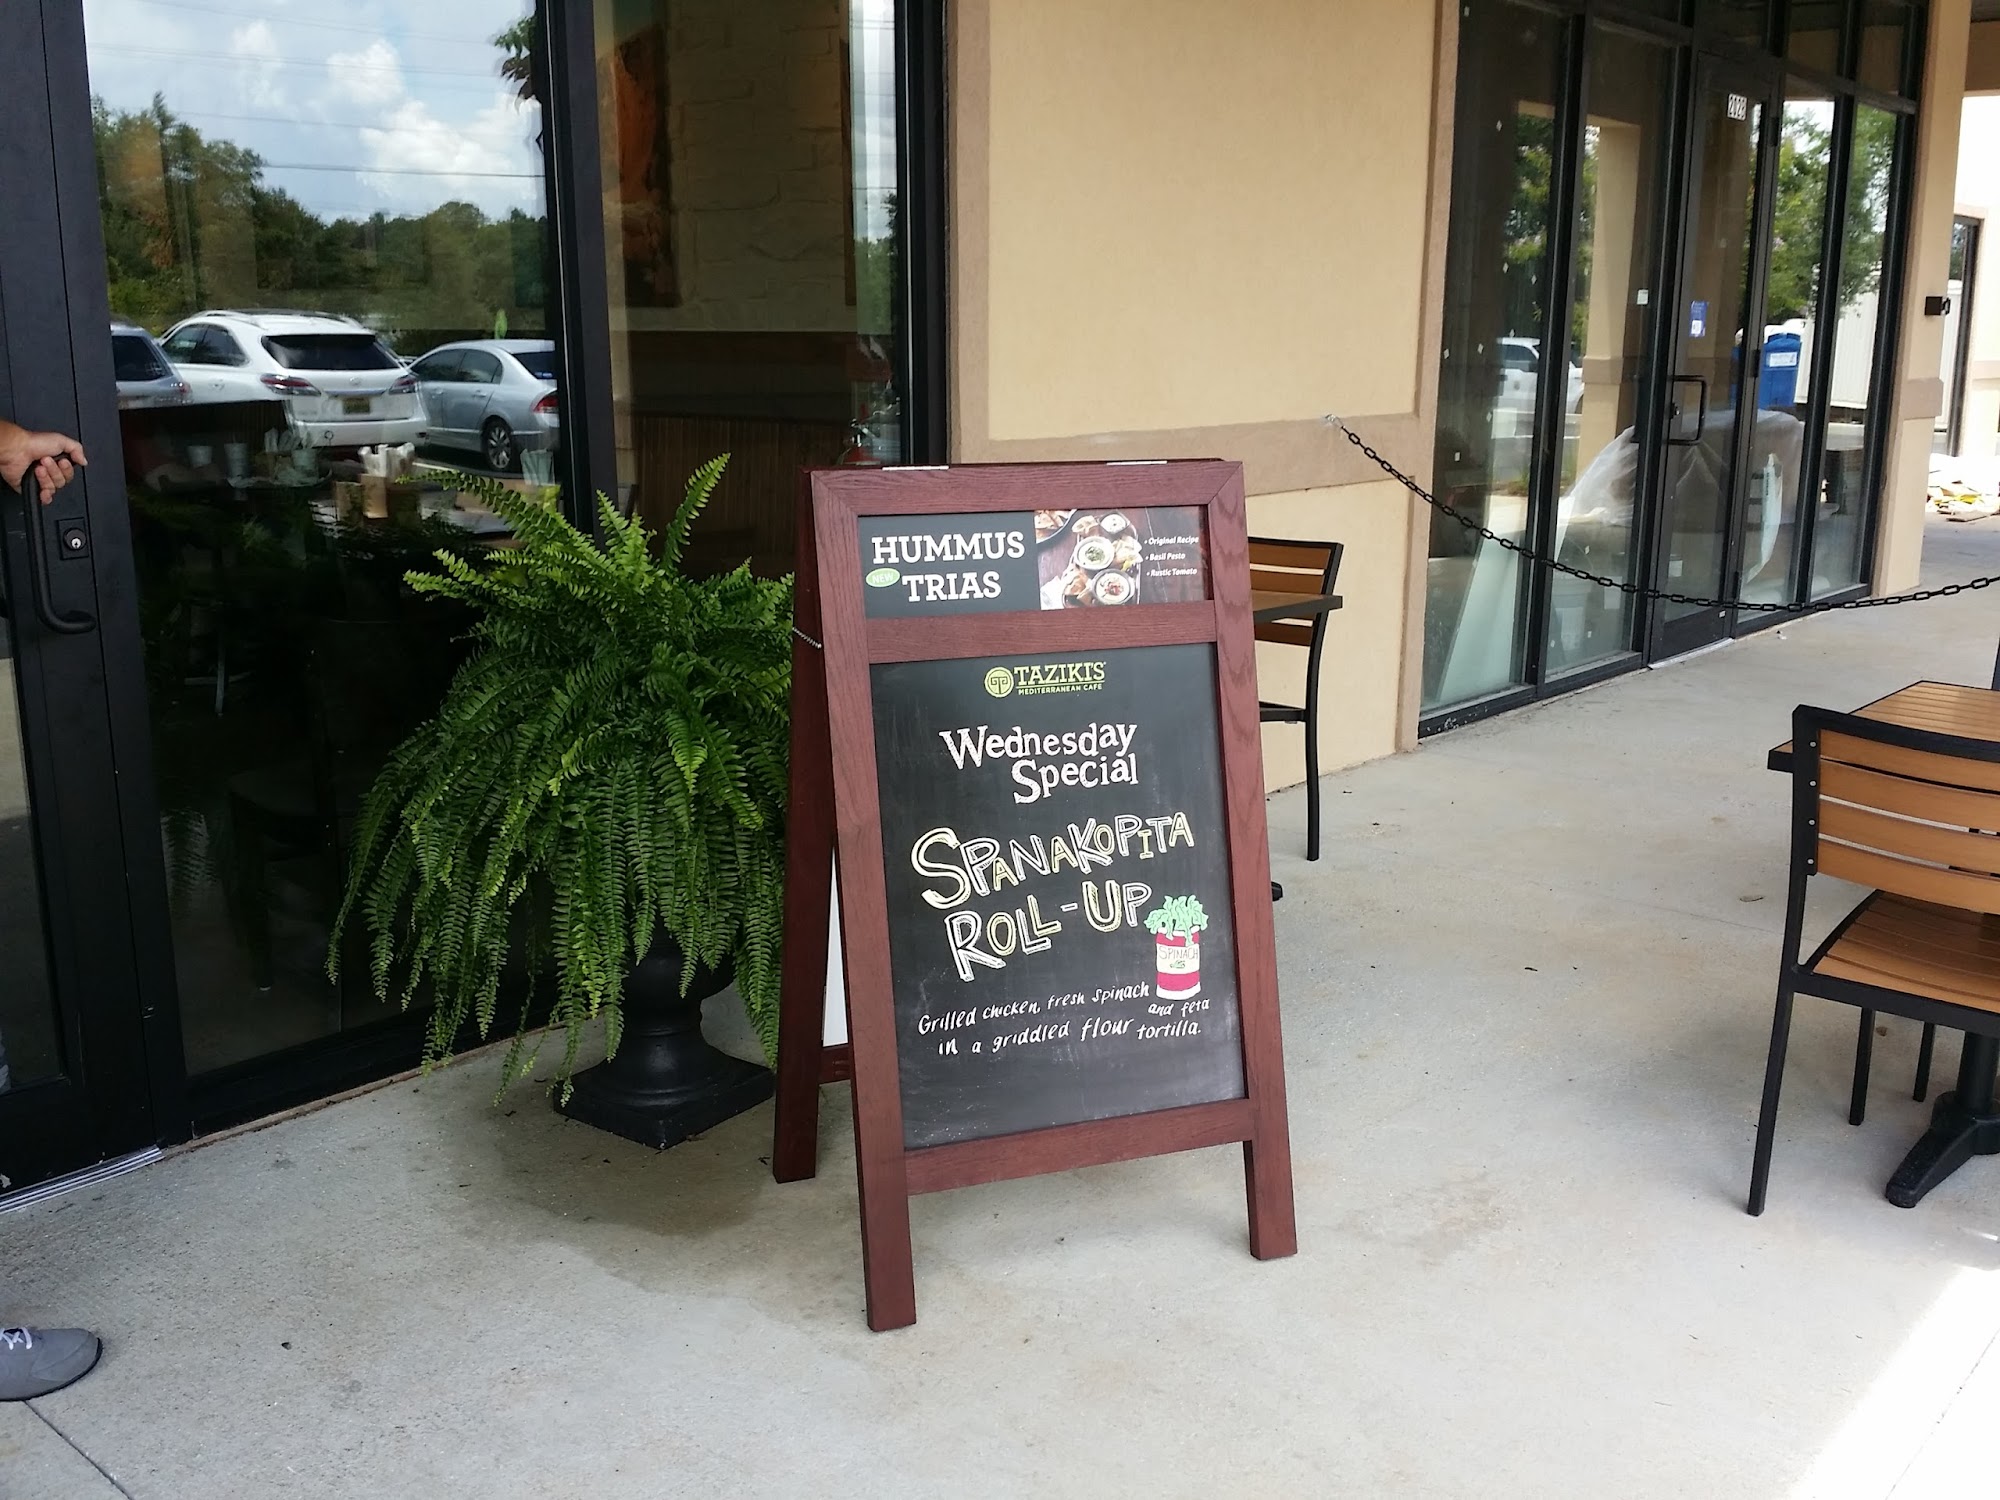 HUMMUS
NEW
TRIAS
• Original Recipe
• Basil Pesto
• Rustic Tomato
TAZIKI'S
MEDITERRANEAN CAFE
Wednesday
Special
SPANAKOPITA
ROLL-UP
SPINACH
Grilled chicken, fresh spinach and feta
in a griddled flour tortilla.
2025